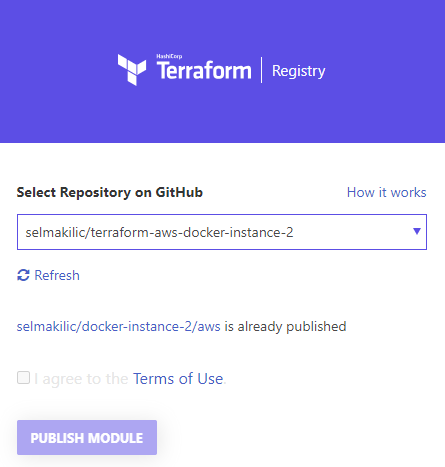 HashiCorp
Terraform Registry
Select Repository on GitHub How it works
selmakilic/terraform-aws-docker-instance-2
Refresh
selmakilic/docker-instance-2/aws is already published
I agree to the Terms of Use.
PUBLISH MODULE